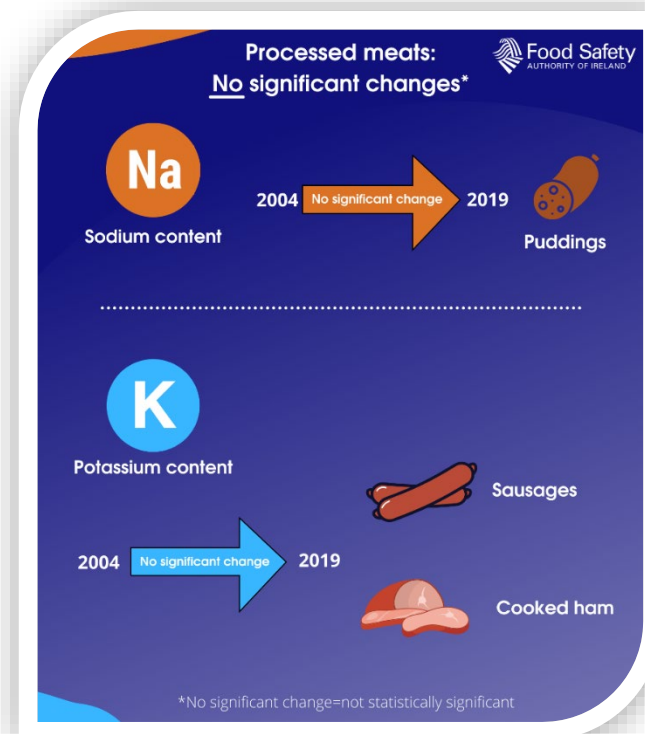 Processed meats:
No significant changes*
Food Safety
AUTHORITY OF IRELAND
Na
Sodium content
2004 No significant change 2019
Puddings
K
Potassium content
Sausages
2004 No significant change 2019
Cooked ham
*No significant change=not statistically significant